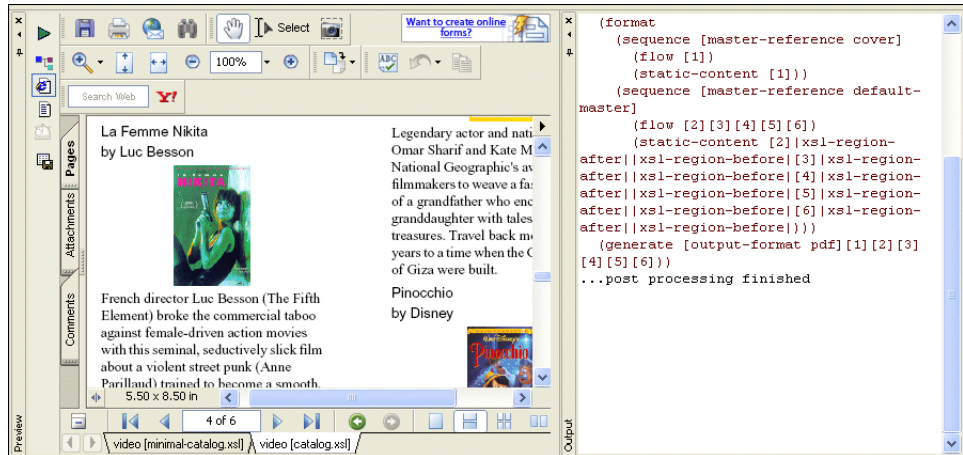 Select
Want to create online
forms?
100%
ABC
Search Web
Y!
Pages
Attachments
Comments
La Femme Nikita
by Luc Besson
NIKITA
French director Luc Besson (The Fifth
Element) broke the commercial taboo
against female-driven action movies
with this seminal, seductively slick film
about a violent street punk (Anne
Parillaud) trained to become a smooth,
Legendary actor and nati
Omar Sharif and Kate M
National Geographic's av
filmmakers to weave a fas
of a grandfather who enc
granddaughter with tales
treasures. Travel back mo
years to a time when the G
of Giza were built.
Pinocchio
by Disney
Pinocchio
5.50 x 8.50 in
4 of 6
Preview
video [minimal-catalog.xsl]
video [catalog.xsl]
Output
(format
(sequence [master-reference cover]
(flow [1])
(static-content [1]))
(sequence [master-reference default-
master]
(flow [2][3][4][5][6])
(static-content [2]|xsl-region-
after||xsl-region-before|[3]|xsl-region-
after||xsl-region-before|[4]|xsl-region-
after||xsl-region-before|[5]|xsl-region-
after||xsl-region-before|[6]|xsl-region-
after||xsl-region-before|)))
(generate [output-format pdf][1][2][3]
[4][5][6]))
...post processing finished